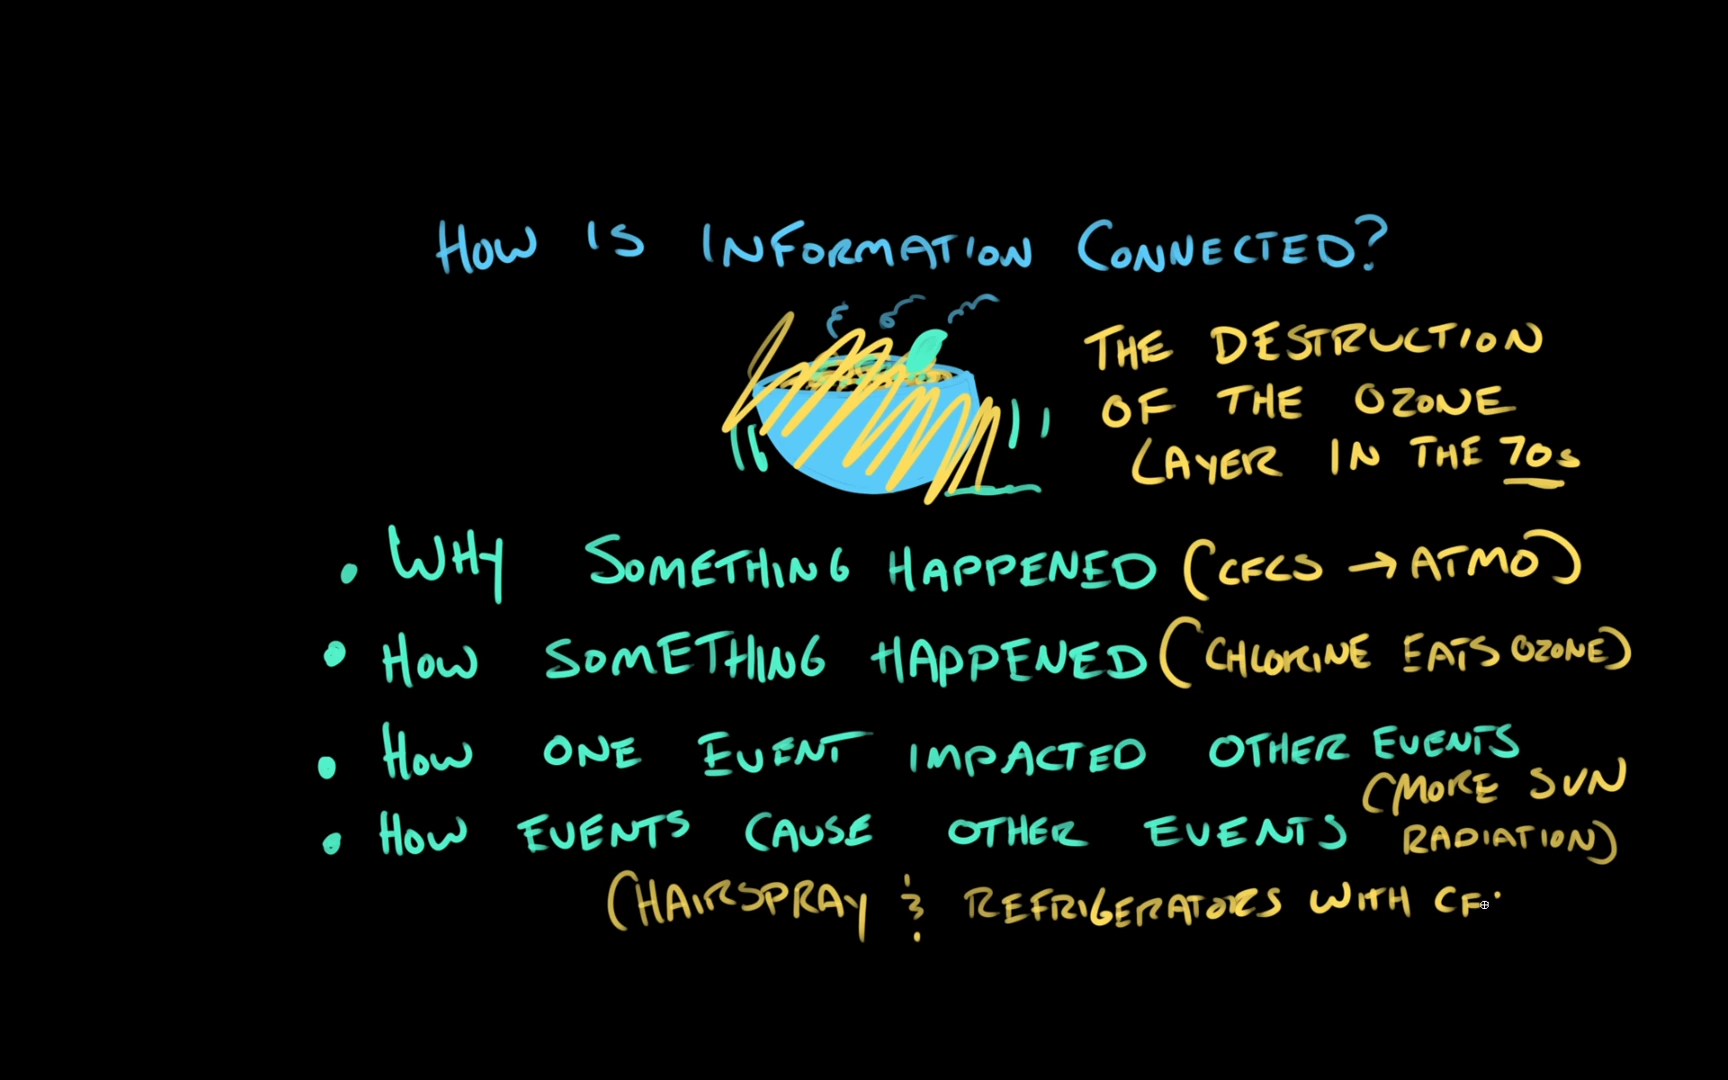 HOW IS INFORMATION CONNECTED?
THE DESTRUCTION
OF THE OZONE
LAYER IN THE 70s
• WHY SOMETHING HAPPENED (CFCS → ATMO)
• HOW SOMETHING HAPPENED (CHLORINE EATS OZONE)
• HOW ONE EVENT IMPACTED OTHER EVENTS
(MORE SUN
RADIATION)
• HOW EVENTS CAUSE OTHER EVENTS
(HAIRSPRAY & REFRIGERATORS WITH CF